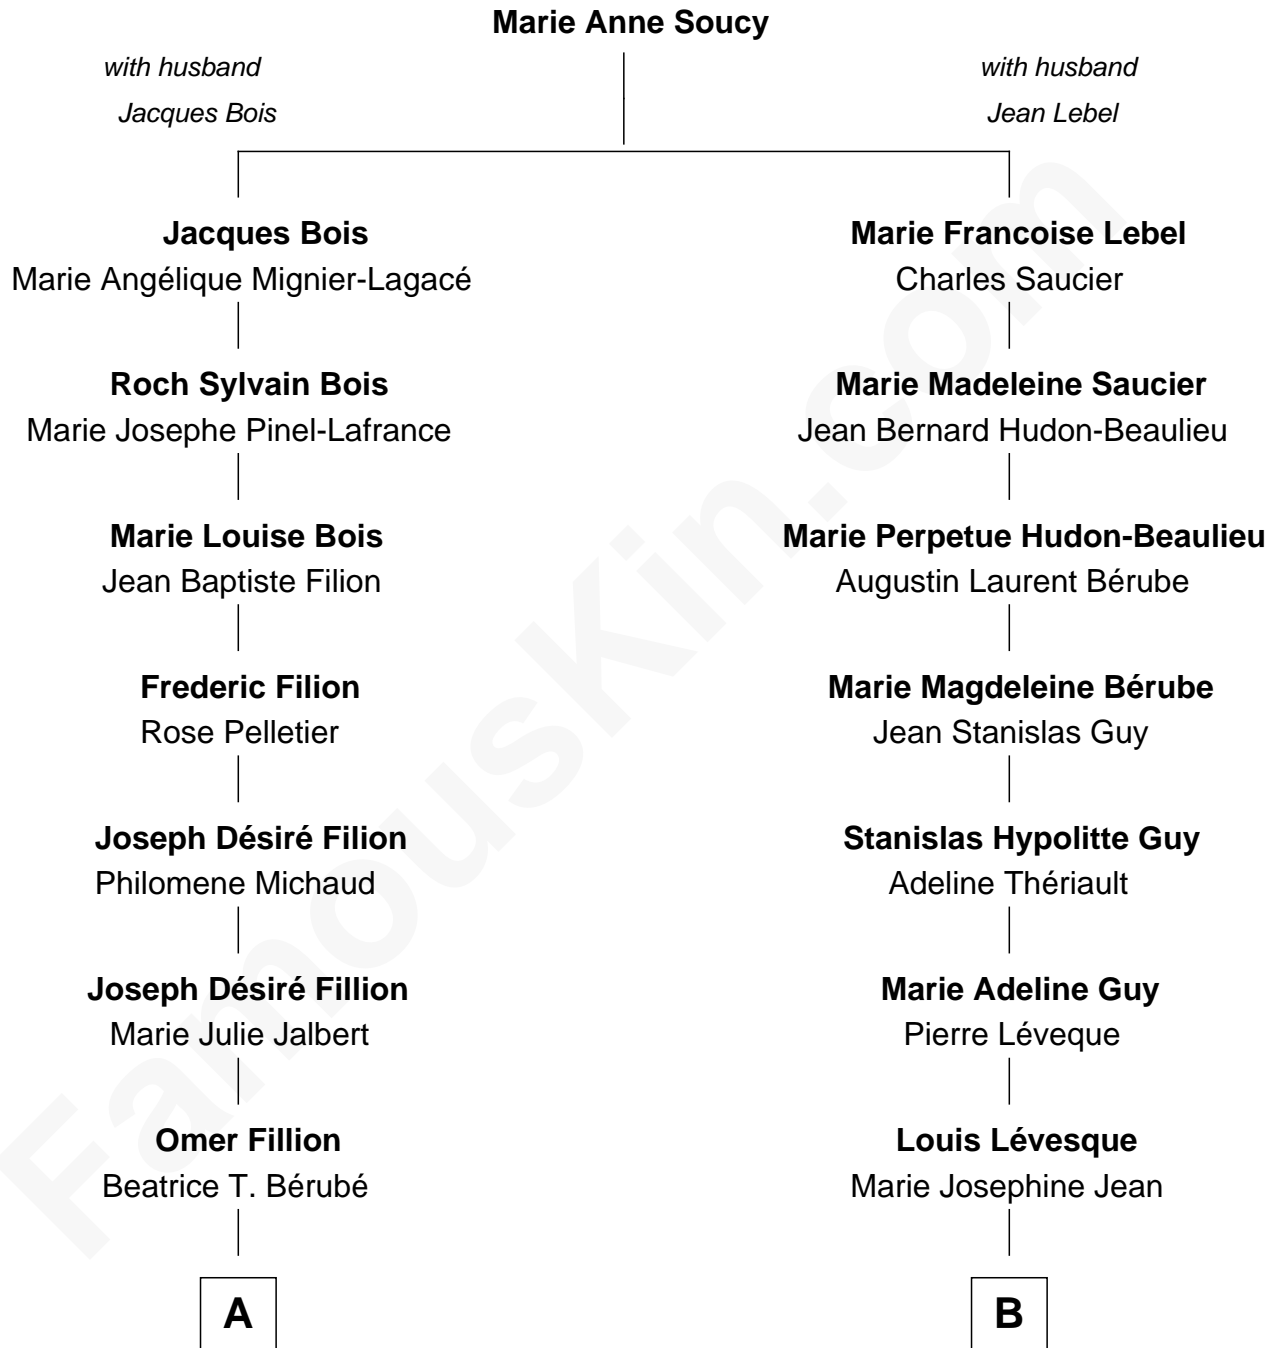 Marie Anne Soucy
with husband
Jacques Bois
with husband
Jean Lebel
Jacques Bois
Marie Angélique Mignier-Lagacé
Marie Francoise Lebel
Charles Saucier
Roch Sylvain Bois
Marie Josephe Pinel-Lafrance
Marie Madeleine Saucier
Jean Bernard Hudon-Beaulieu
Marie Louise Bois
Jean Baptiste Filion
Marie Perpetue Hudon-Beaulieu
Augustin Laurent Bérube
Frederic Filion
Rose Pelletier
Marie Magdeleine Bérube
Jean Stanislas Guy
Joseph Désiré Filion
Philomene Michaud
Stanislas Hypolitte Guy
Adeline Thériault
Joseph Désiré Fillion
Marie Julie Jalbert
Marie Adeline Guy
Pierre Léveque
Omer Fillion
Beatrice T. Bérubé
Louis Lévesque
Marie Josephine Jean
A
B
FamousKin.com